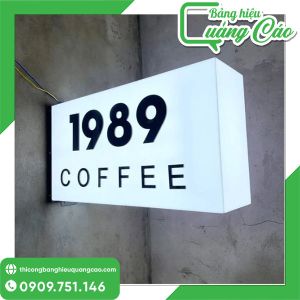 Bảng hiệu
Quảng Cáo
1989
COFFEE
thicongbanghieuquangcao.com
0909.751.146